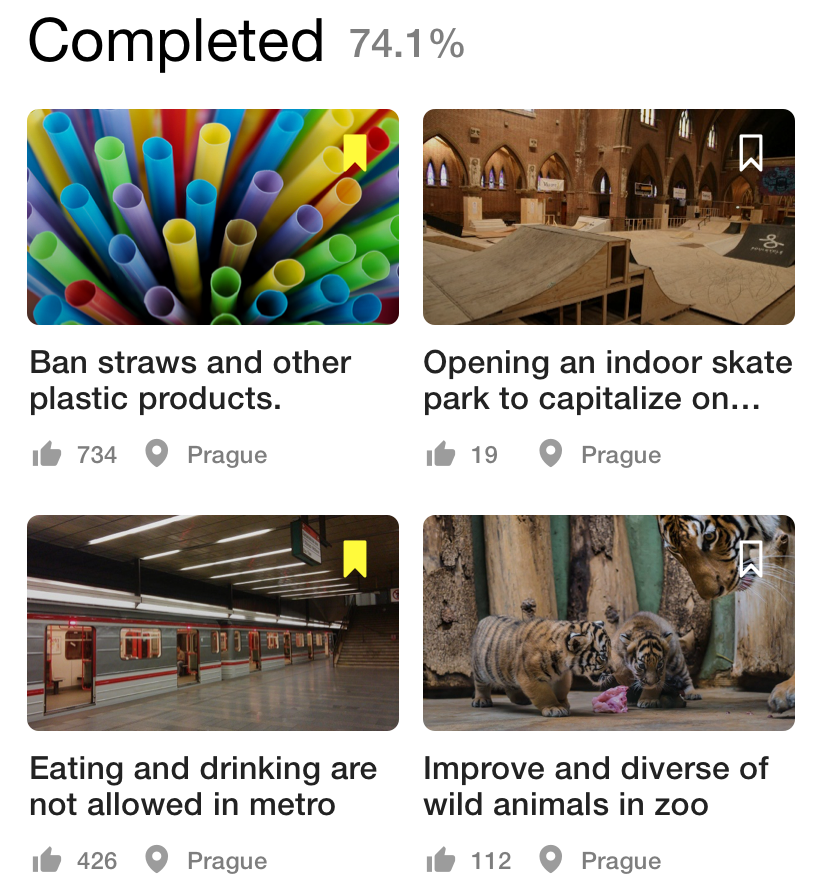 Completed 74.1%
Ban straws and other
plastic products.
734 Prague
Opening an indoor skate
park to capitalize on...
19 Prague
Eating and drinking are
not allowed in metro
426 Prague
Improve and diverse of
wild animals in zoo
112 Prague